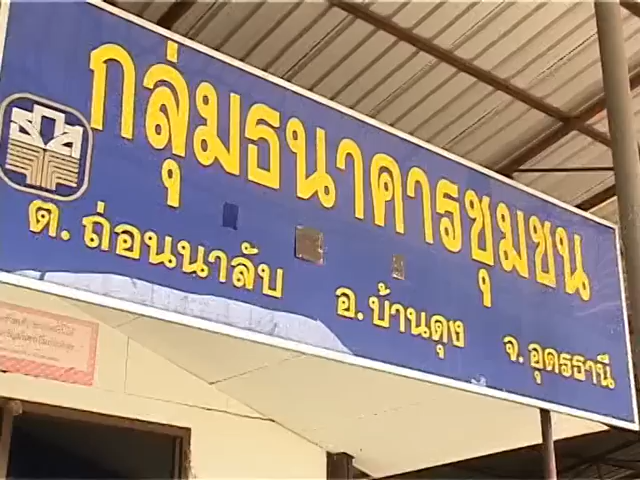 กลุ่มธนาคารชุมชน
ต. ถ่อนนาลับ อ. บ้านดุง จ. อุดรธานี